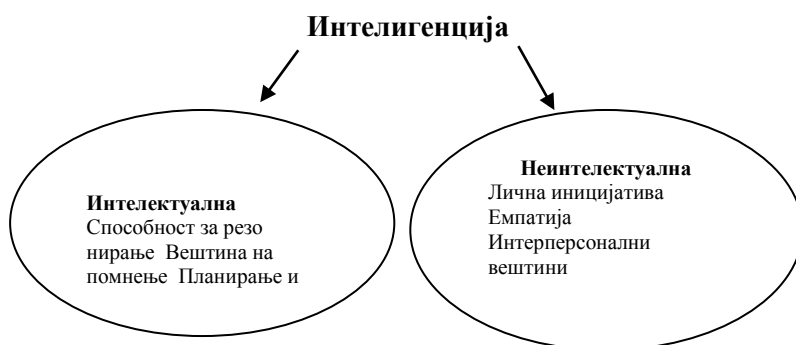 Интелигенција
Интелектуална
Способност за резо
нирање Вештина на
помнење Планирање и
Неинтелектуална
Лична иницијатива
Емпатија
Интерперсонални
вештини